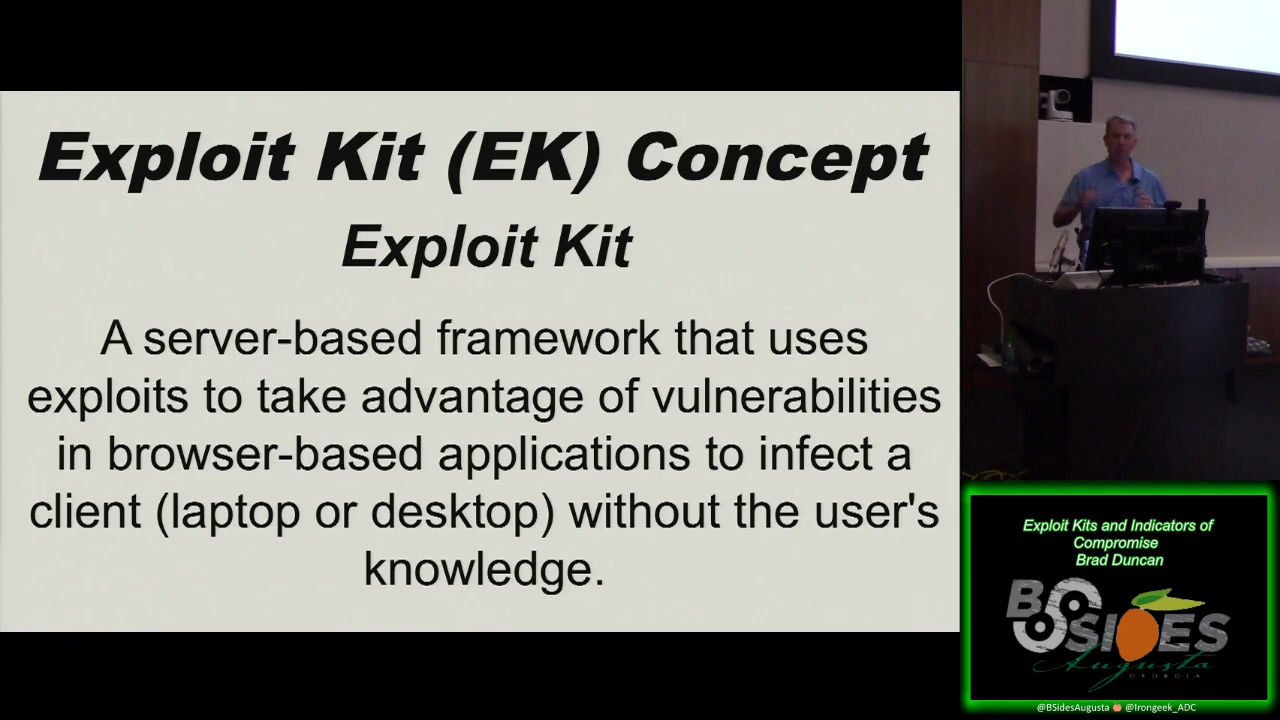 Exploit Kit (EK) Concept
Exploit Kit
A server-based framework that uses
exploits to take advantage of vulnerabilities
in browser-based applications to infect a
client (laptop or desktop) without the user's
knowledge.
Exploit Kits and Indicators of
Compromise
Brad Duncan
BSIDES
Augusta
GEORGIA
@BSidesAugusta @Irongeek_ADC